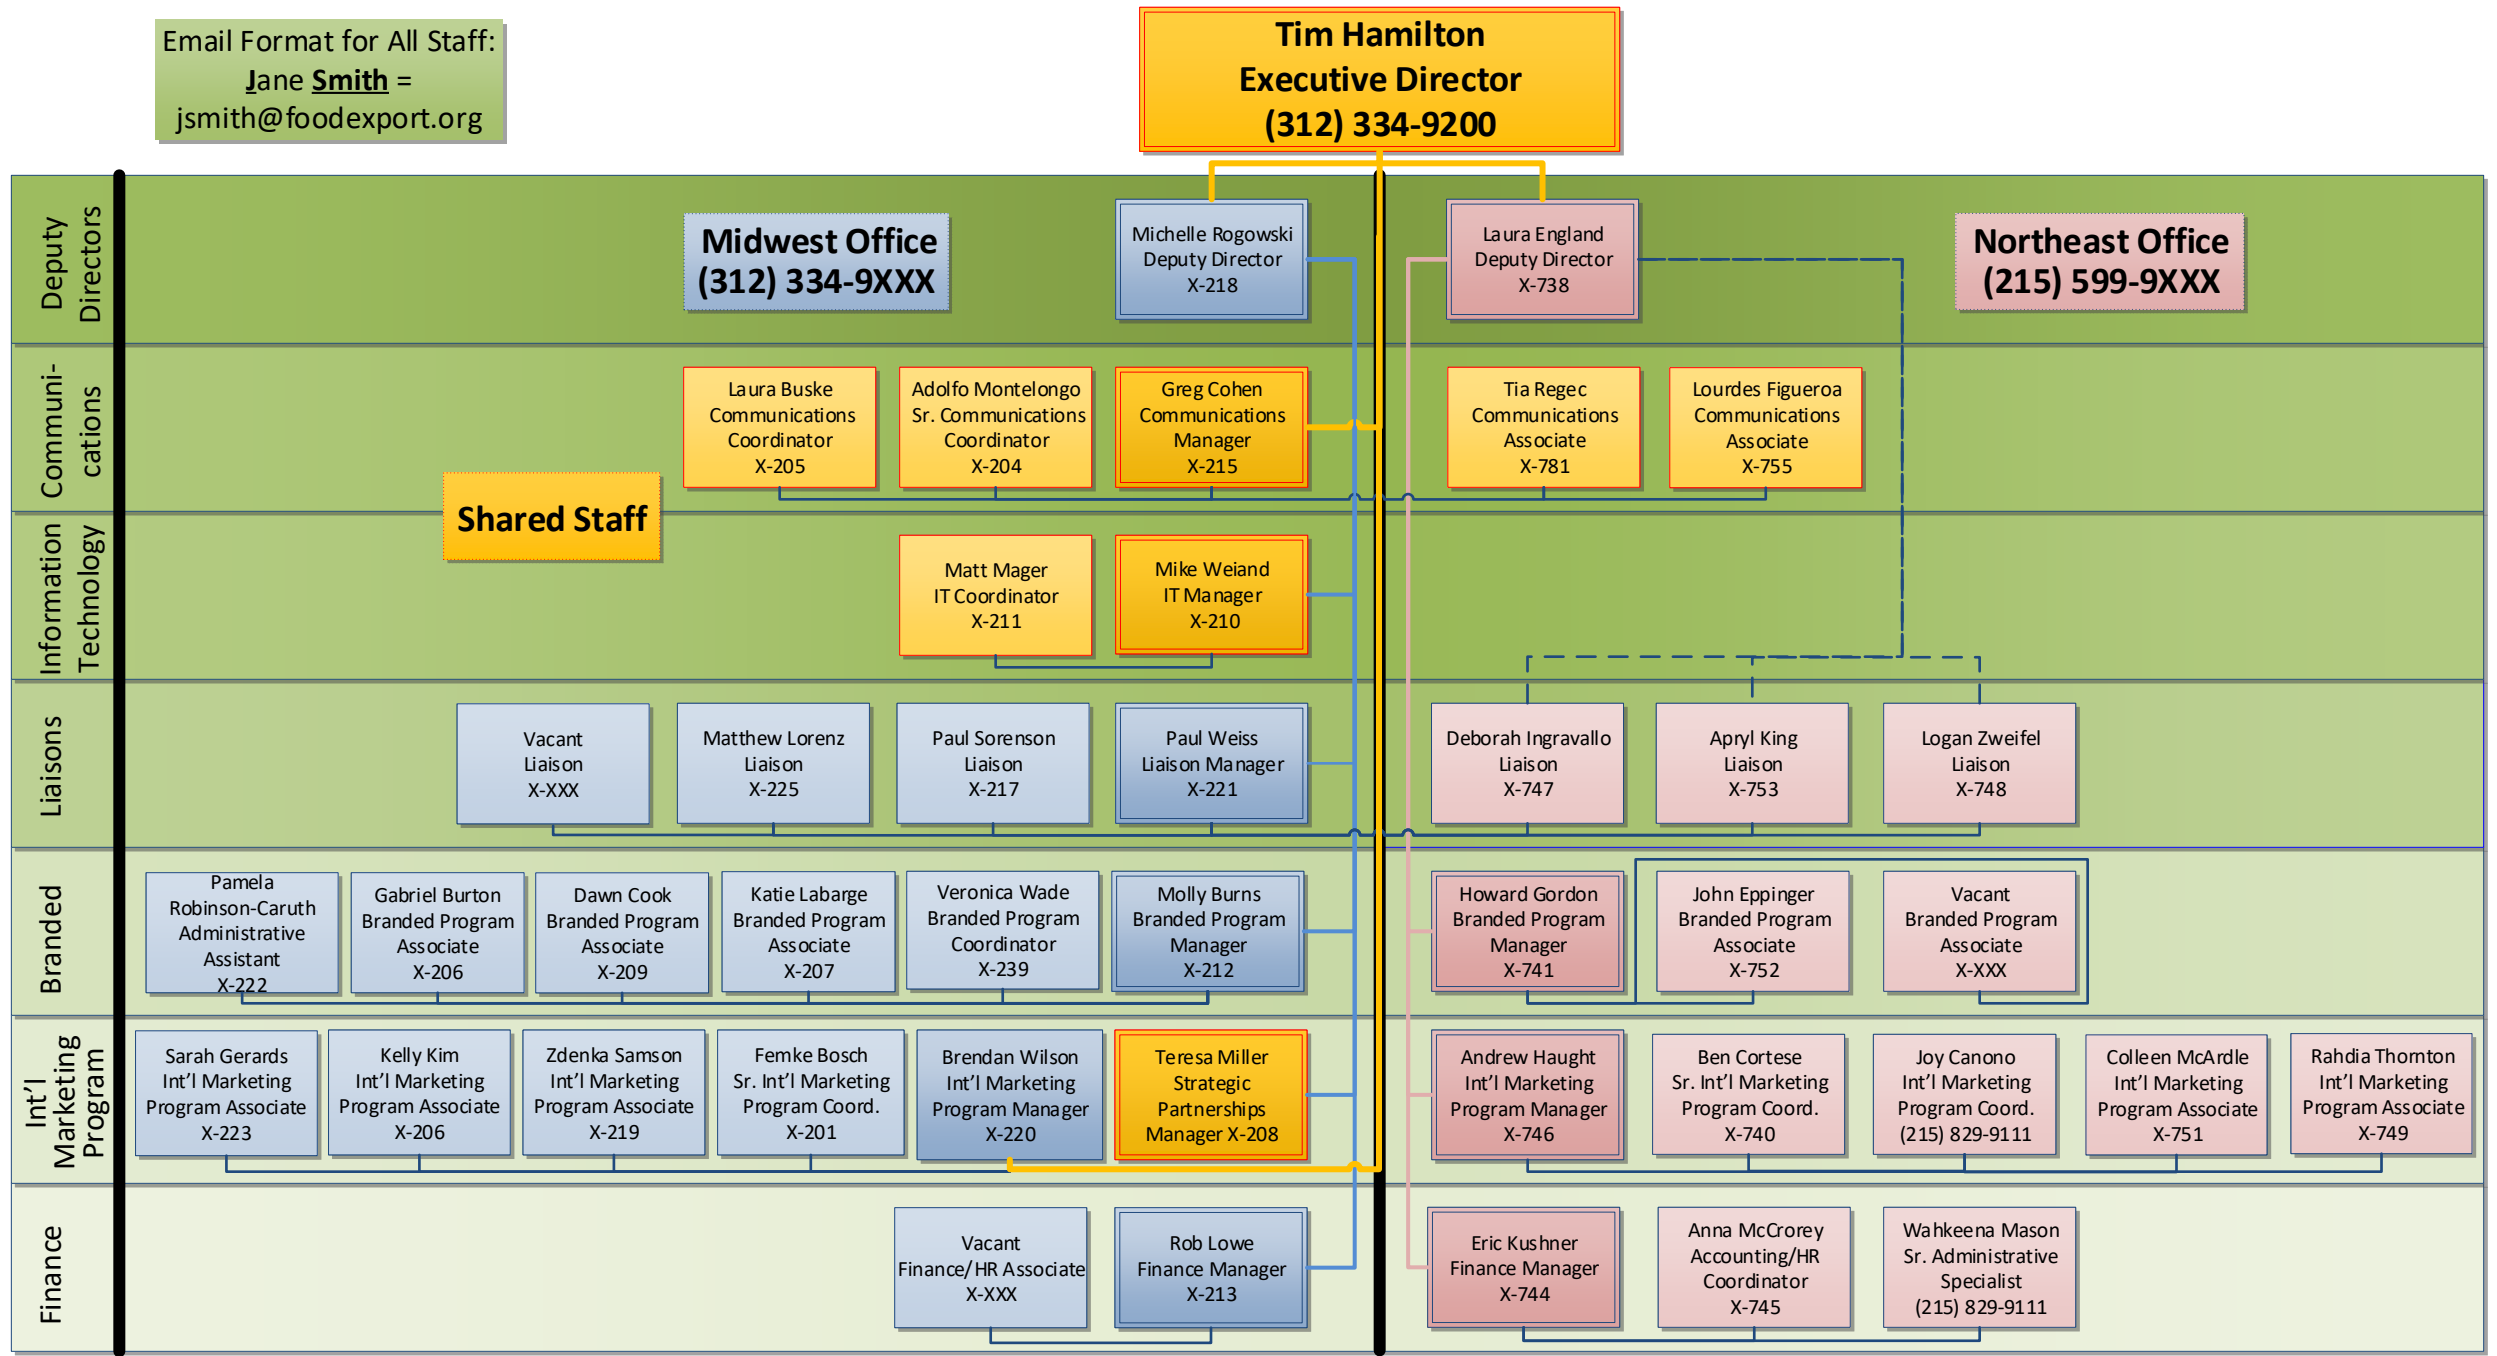 Email Format for All Staff:
Jane Smith =
jsmith@foodexport.org
Tim Hamilton
Executive Director
(312) 334-9200
Deputy
Directors
Midwest Office
(312) 334-9XXX
Michelle Rogowski
Deputy Director
X-218
Laura England
Deputy Director
X-738
Northeast Office
(215) 599-9XXX
Communi-
cations
Laura Buske
Communications
Coordinator
X-205
Adolfo Montelongo
Sr. Communications
Coordinator
X-204
Greg Cohen
Communications
Manager
X-215
Tia Regec
Communications
Associate
X-781
Lourdes Figueroa
Communications
Associate
X-755
Shared Staff
Information
Technology
Matt Mager
IT Coordinator
X-211
Mike Weiand
IT Manager
X-210
Liaisons
Vacant
Liaison
X-XXX
Matthew Lorenz
Liaison
X-225
Paul Sorenson
Liaison
X-217
Paul Weiss
Liaison Manager
X-221
Deborah Ingravallo
Liaison
X-747
Apryl King
Liaison
X-753
Logan Zweifel
Liaison
X-748
Branded
Pamela
Robinson-Caruth
Administrative
Assistant
X-222
Gabriel Burton
Branded Program
Associate
X-206
Dawn Cook
Branded Program
Associate
X-209
Katie Labarge
Branded Program
Associate
X-207
Veronica Wade
Branded Program
Coordinator
X-239
Molly Burns
Branded Program
Manager
X-212
Howard Gordon
Branded Program
Manager
X-741
John Eppinger
Branded Program
Associate
X-752
Vacant
Branded Program
Associate
X-XXX
Int’l
Marketing
Program
Sarah Gerards
Int’l Marketing
Program Associate
X-223
Kelly Kim
Int’l Marketing
Program Associate
X-206
Zdenka Samson
Int’l Marketing
Program Associate
X-219
Femke Bosch
Sr. Int’l Marketing
Program Coord.
X-201
Brendan Wilson
Int’l Marketing
Program Manager
X-220
Teresa Miller
Strategic
Partnerships
Manager X-208
Andrew Haught
Int’l Marketing
Program Manager
X-746
Ben Cortese
Sr. Int’l Marketing
Program Coord.
X-740
Joy Canono
Int’l Marketing
Program Coord.
(215) 829-9111
Colleen McArdle
Int’l Marketing
Program Associate
X-751
Rahdia Thornton
Int’l Marketing
Program Associate
X-749
Finance
Vacant
Finance/HR Associate
X-XXX
Rob Lowe
Finance Manager
X-213
Eric Kushner
Finance Manager
X-744
Anna McCrorey
Accounting/HR
Coordinator
X-745
Wahkeena Mason
Sr. Administrative
Specialist
(215) 829-9111